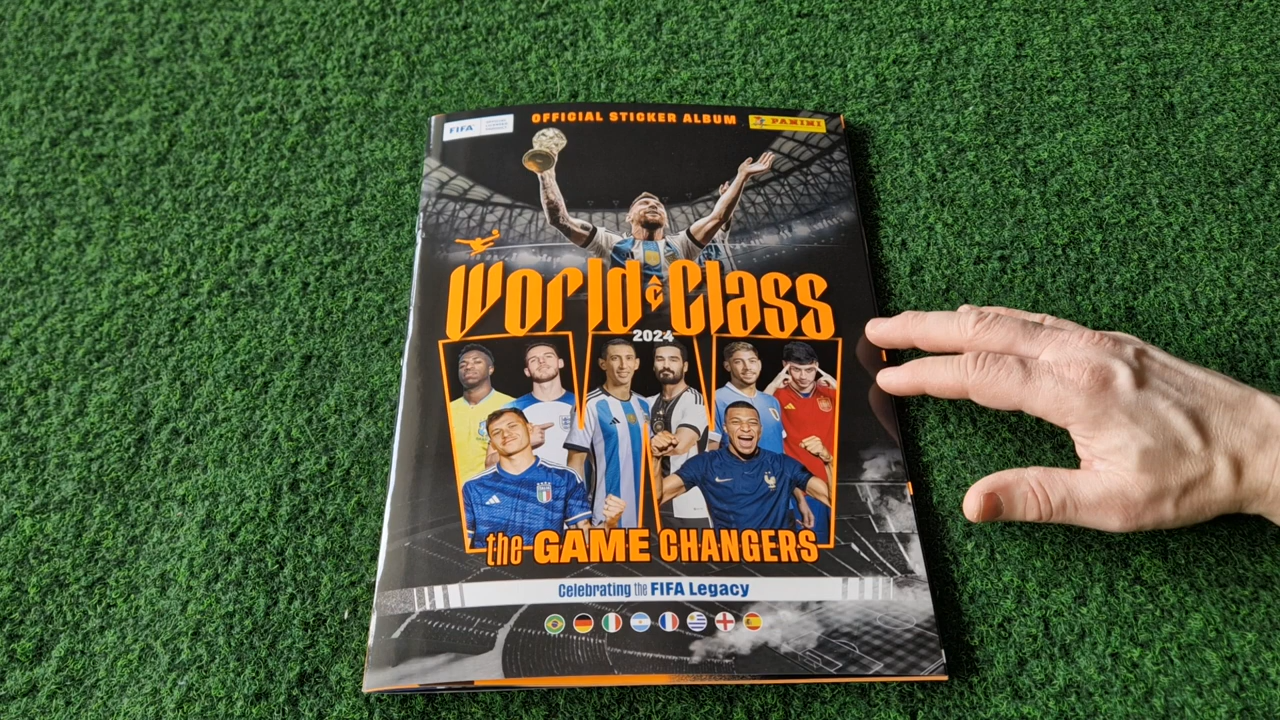 FIFA
OFFICIAL STICKER ALBUM
PANINI
World Class
2024
the GAME CHANGERS
Celebrating the FIFA Legacy